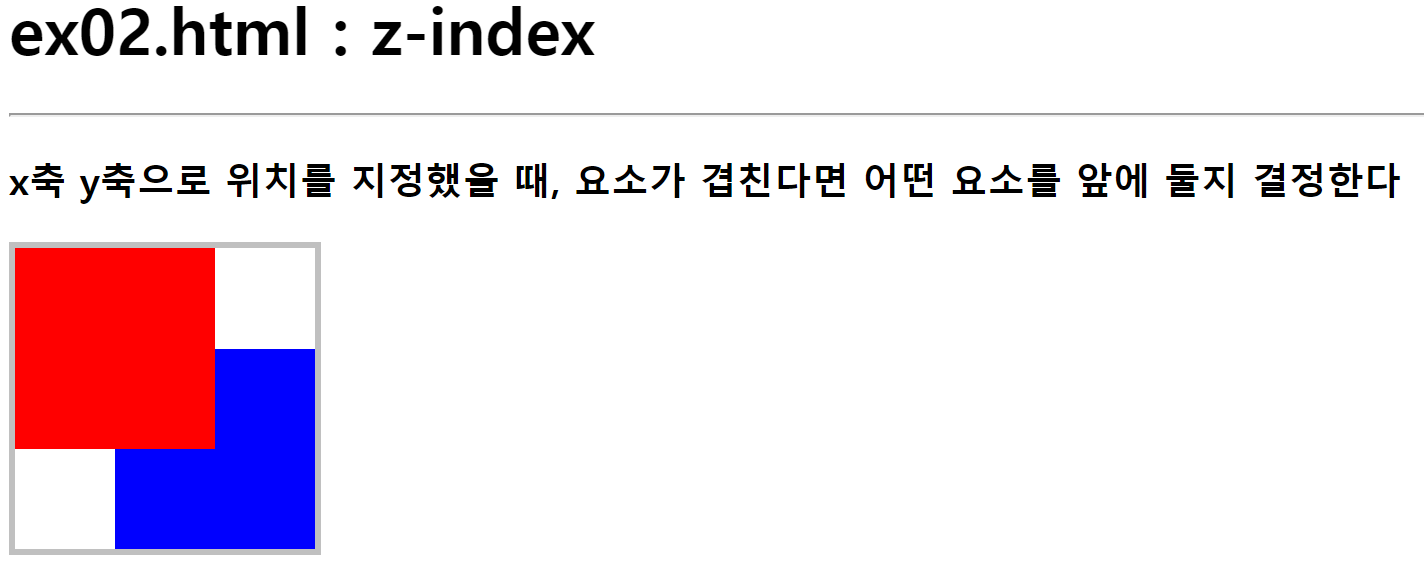 ex02.html : z-index
x축 y축으로 위치를 지정했을 때, 요소가 겹친다면 어떤 요소를 앞에 둘지 결정한다